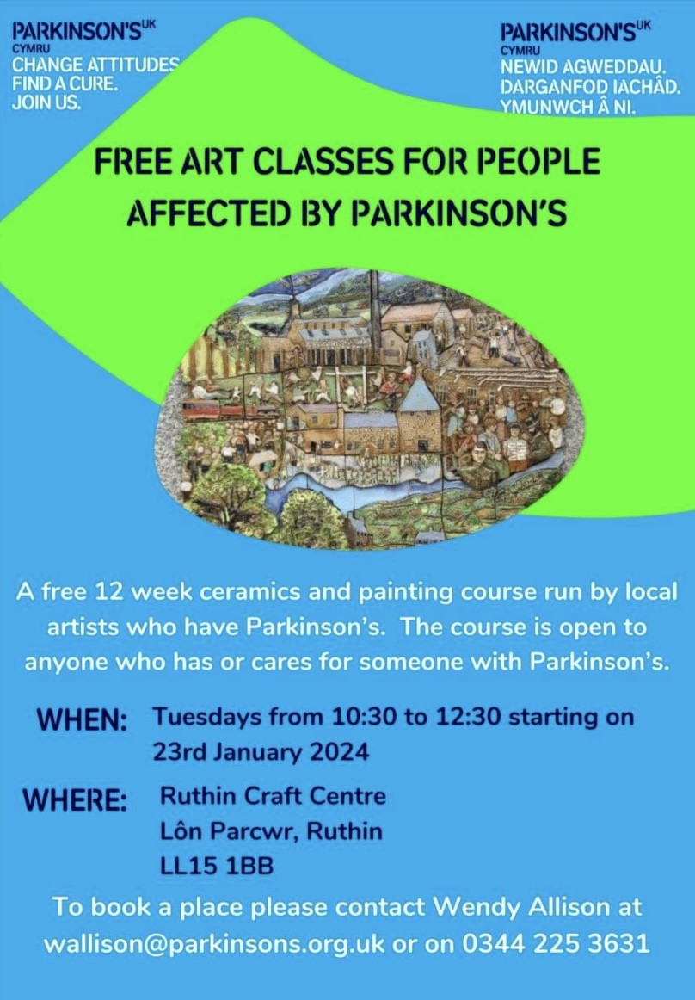 PARKINSON'S UK
CYMRU
CHANGE ATTITUDES.
FIND A CURE.
JOIN US.
PARKINSON'S UK
CYMRU
NEWID AGWEDDAU.
DARGANFOD IACHÂD.
YMUNWCH Â NI.
FREE ART CLASSES FOR PEOPLE
AFFECTED BY PARKINSON'S
A free 12 week ceramics and painting course run by local
artists who have Parkinson's. The course is open to
anyone who has or cares for someone with Parkinson's.
WHEN: Tuesdays from 10:30 to 12:30 starting on
23rd January 2024
WHERE: Ruthin Craft Centre
Lôn Parcwr, Ruthin
LL15 1BB
To book a place please contact Wendy Allison at
wallison@parkinsons.org.uk or on 0344 225 3631